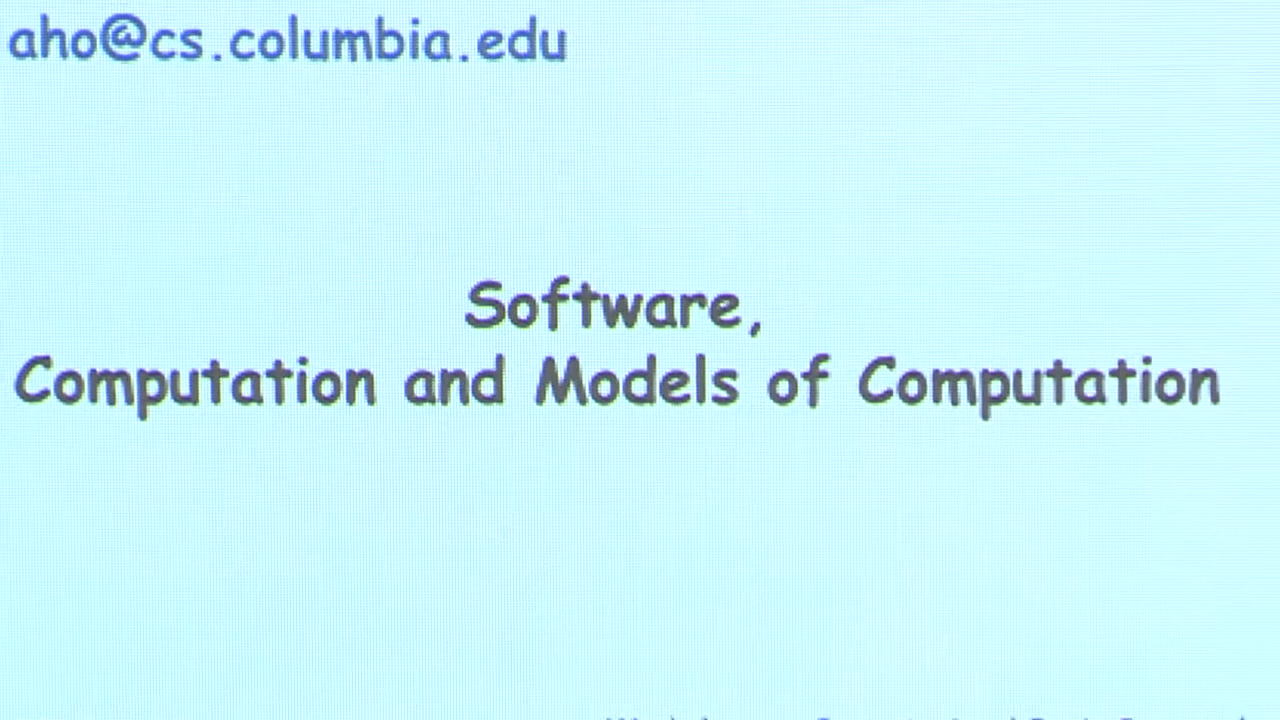 aho@cs.columbia.edu
Software,
Computation and Models of Computation